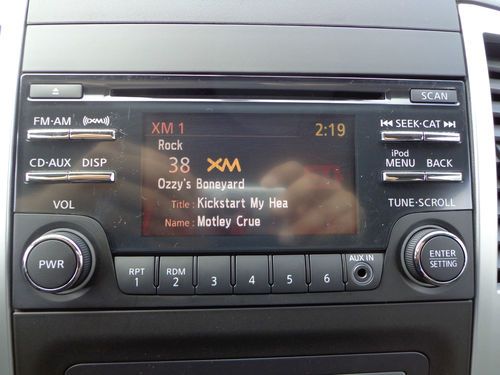 SCAN
FM·AM ((XM))
XM 1 2:19
SEEK·CAT
Rock
38 XM
CD·AUX DISP
iPod
MENU BACK
Ozzy's Boneyard
VOL
Title : Kickstart My Hea
TUNE·SCROLL
Name : Motley Crue
PWR
ENTER
SETTING
RPT RDM AUX IN
1 2 3 4 5 6